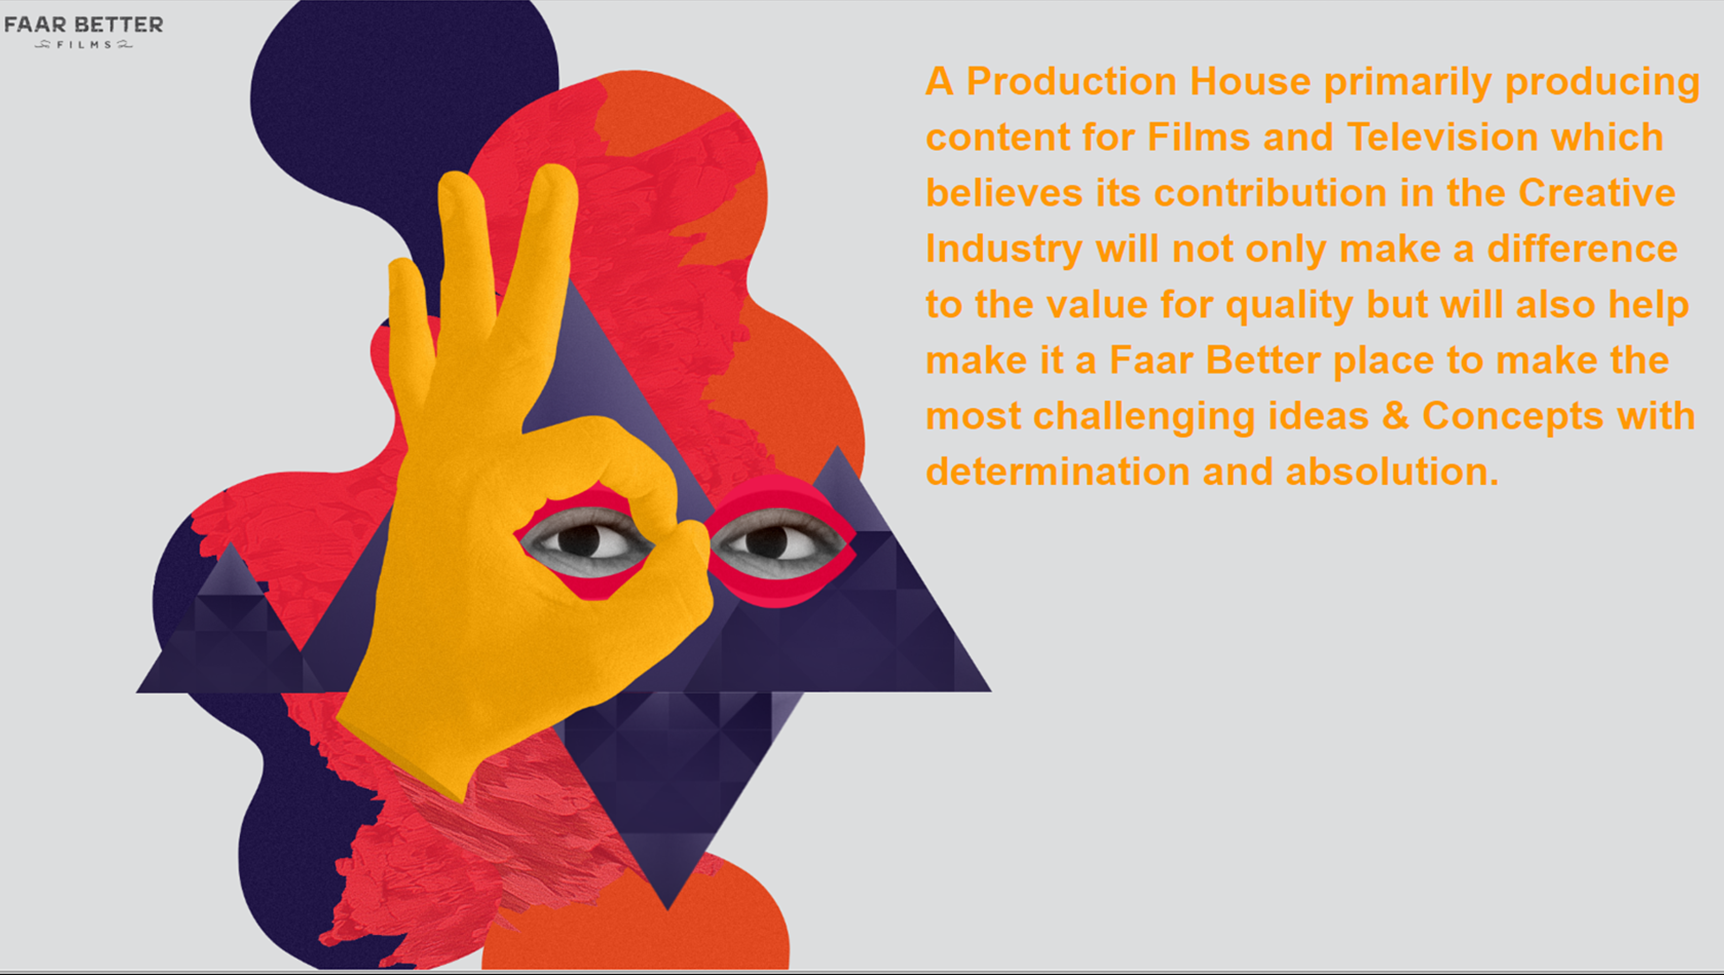 FAAR BETTER
FILMS
A Production House primarily producing
content for Films and Television which
believes its contribution in the Creative
Industry will not only make a difference
to the value for quality but will also help
make it a Faar Better place to make the
most challenging ideas & Concepts with
determination and absolution.